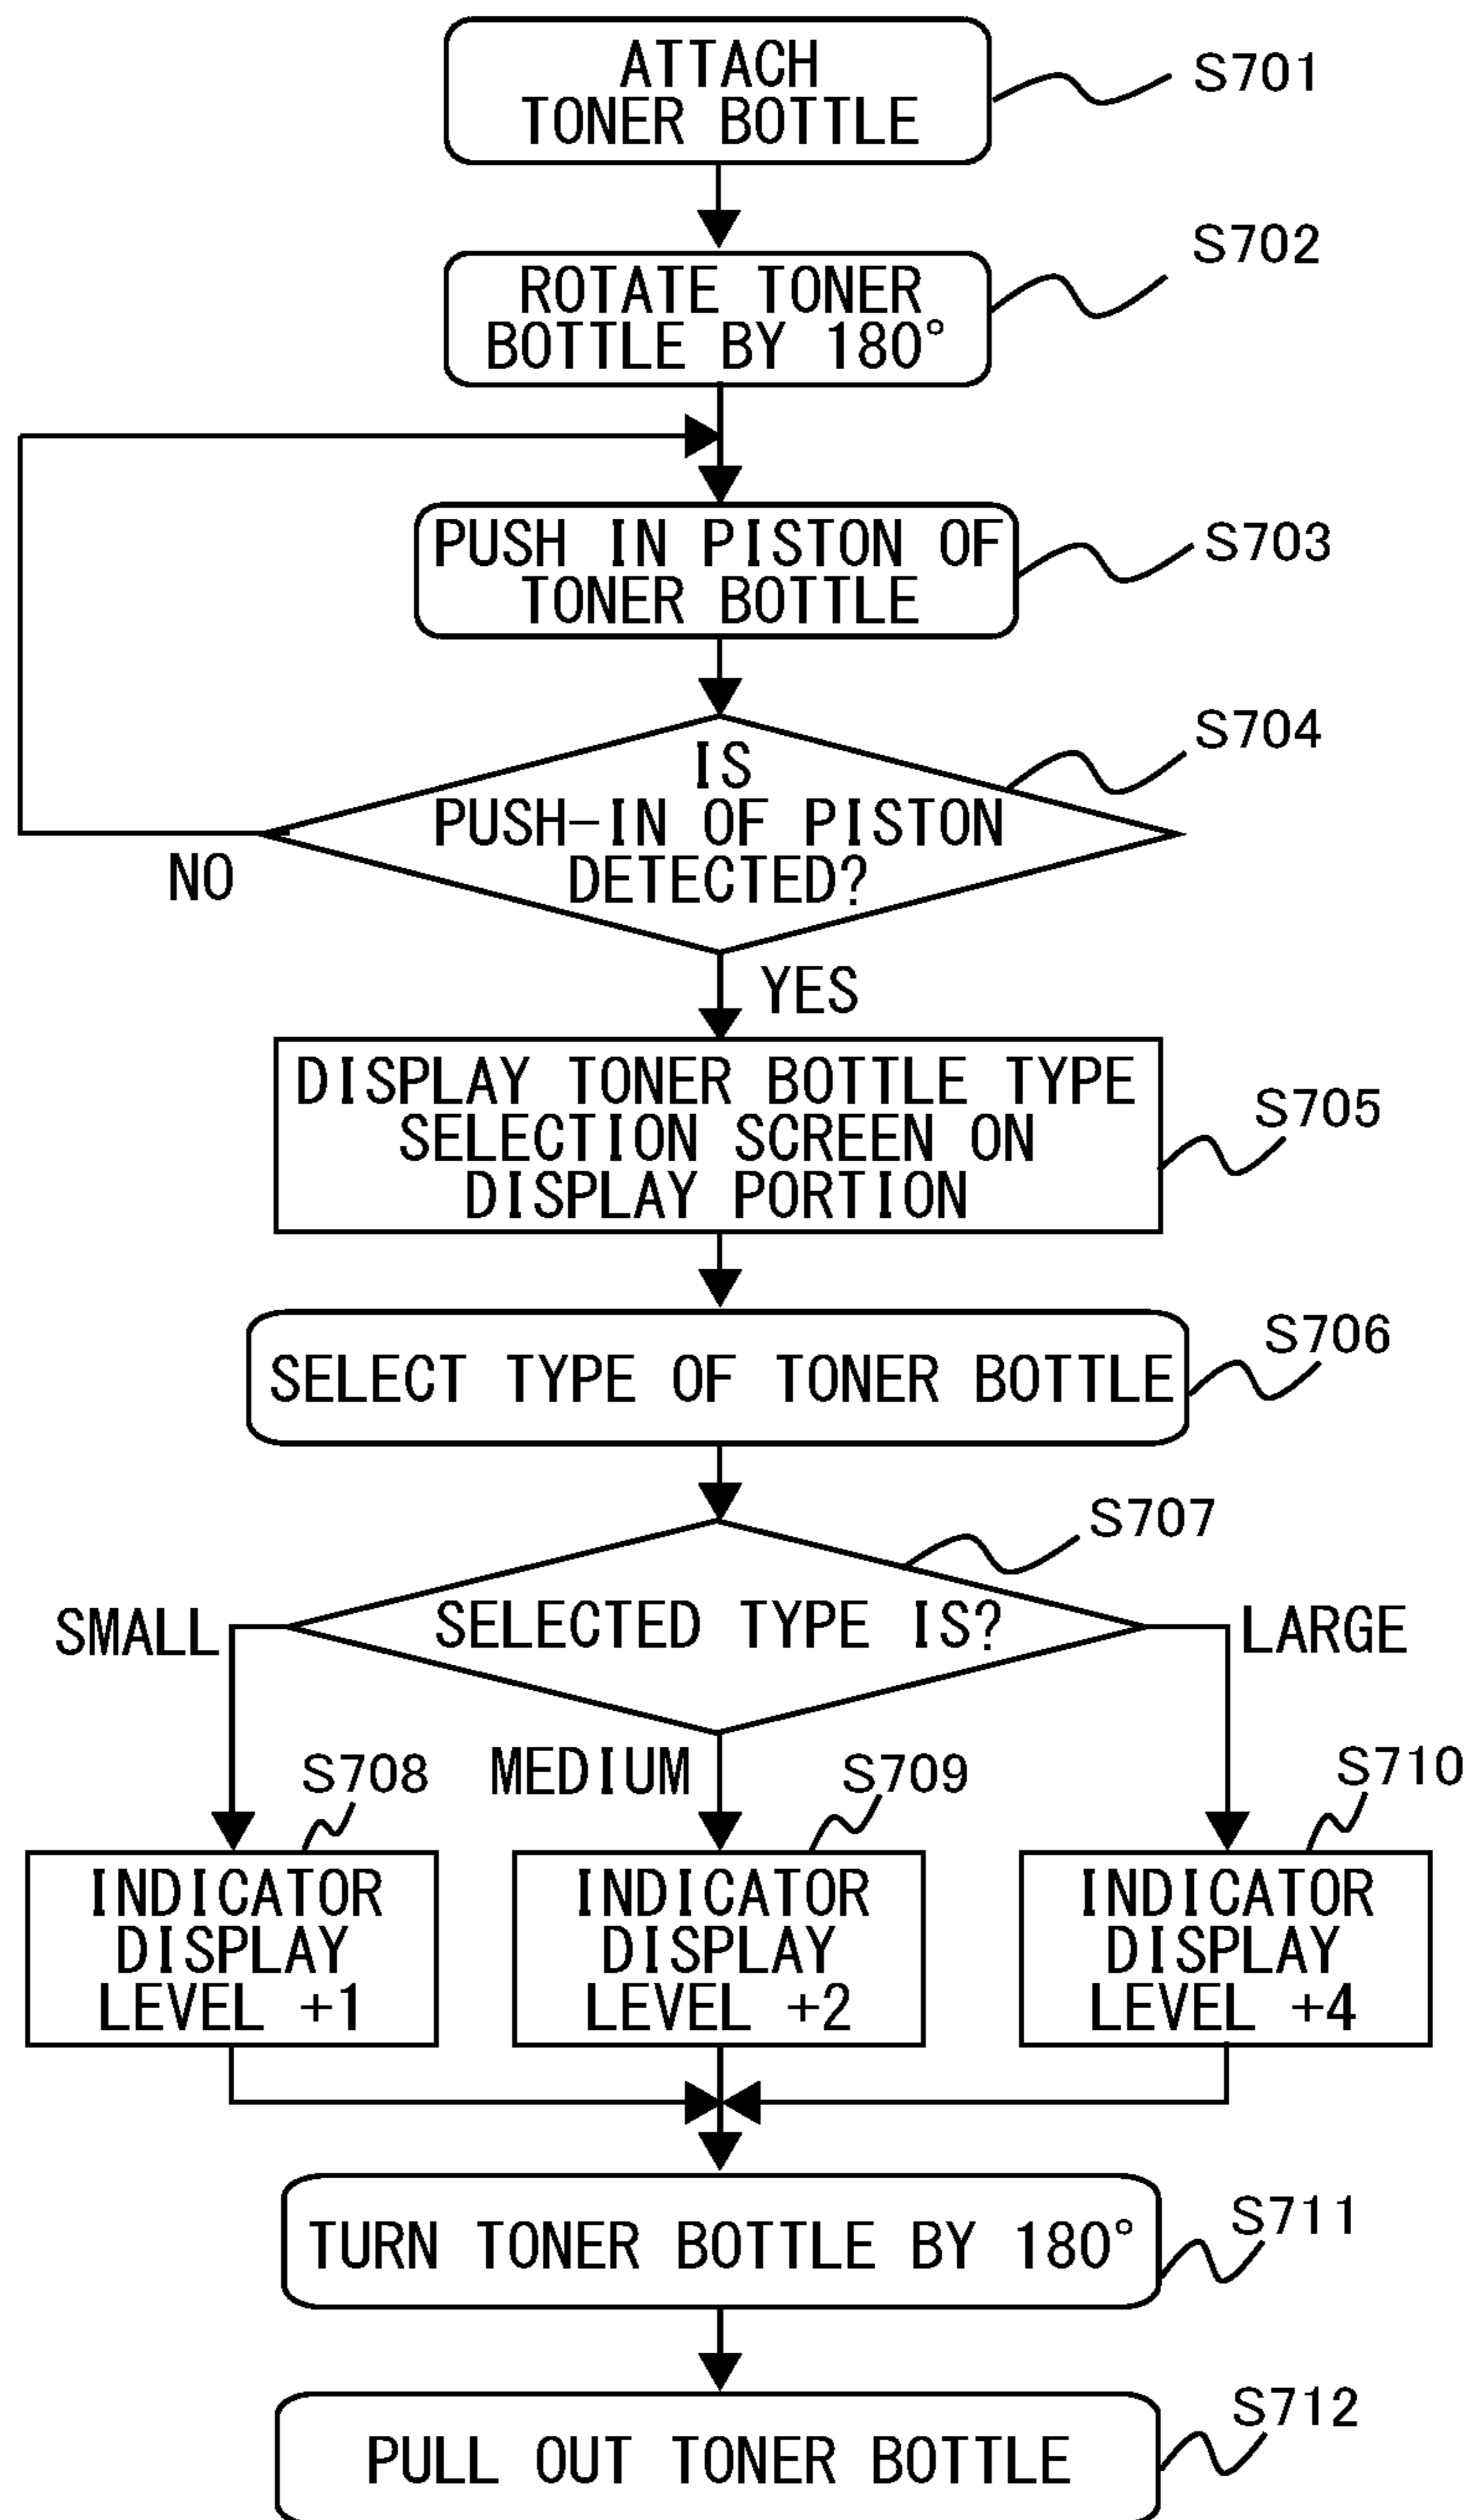 ATTACH
TONER BOTTLE
S701
ROTATE TONER
BOTTLE BY 180°
S702
PUSH IN PISTON OF
TONER BOTTLE
S703
IS
PUSH-IN OF PISTON
DETECTED?
S704
NO
YES
DISPLAY TONER BOTTLE TYPE
SELECTION SCREEN ON
DISPLAY PORTION
S705
SELECT TYPE OF TONER BOTTLE
S706
SELECTED TYPE IS?
S707
SMALL
MEDIUM
LARGE
S708
INDICATOR
DISPLAY
LEVEL +1
S709
INDICATOR
DISPLAY
LEVEL +2
S710
INDICATOR
DISPLAY
LEVEL +4
TURN TONER BOTTLE BY 180°
S711
PULL OUT TONER BOTTLE
S712